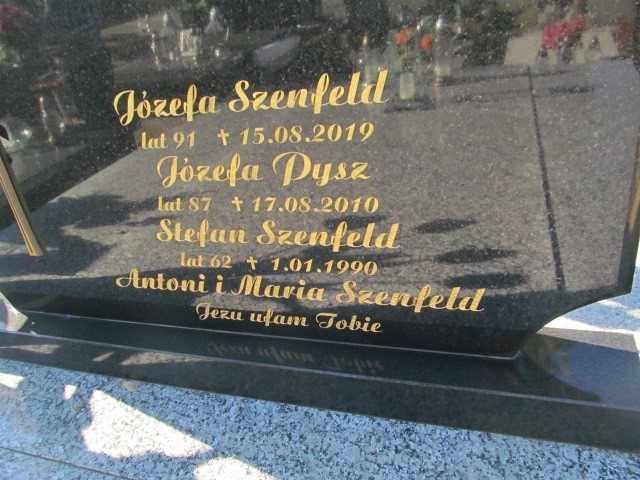 Józefa Szenfeld
lat 91 ✝ 15.08.2019
Józefa Pysz
lat 87 ✝ 17.08.2010
Stefan Szenfeld
lat 62 ✝ 1.01.1990
Antoni i Maria Szenfeld
Jezu ufam Tobie